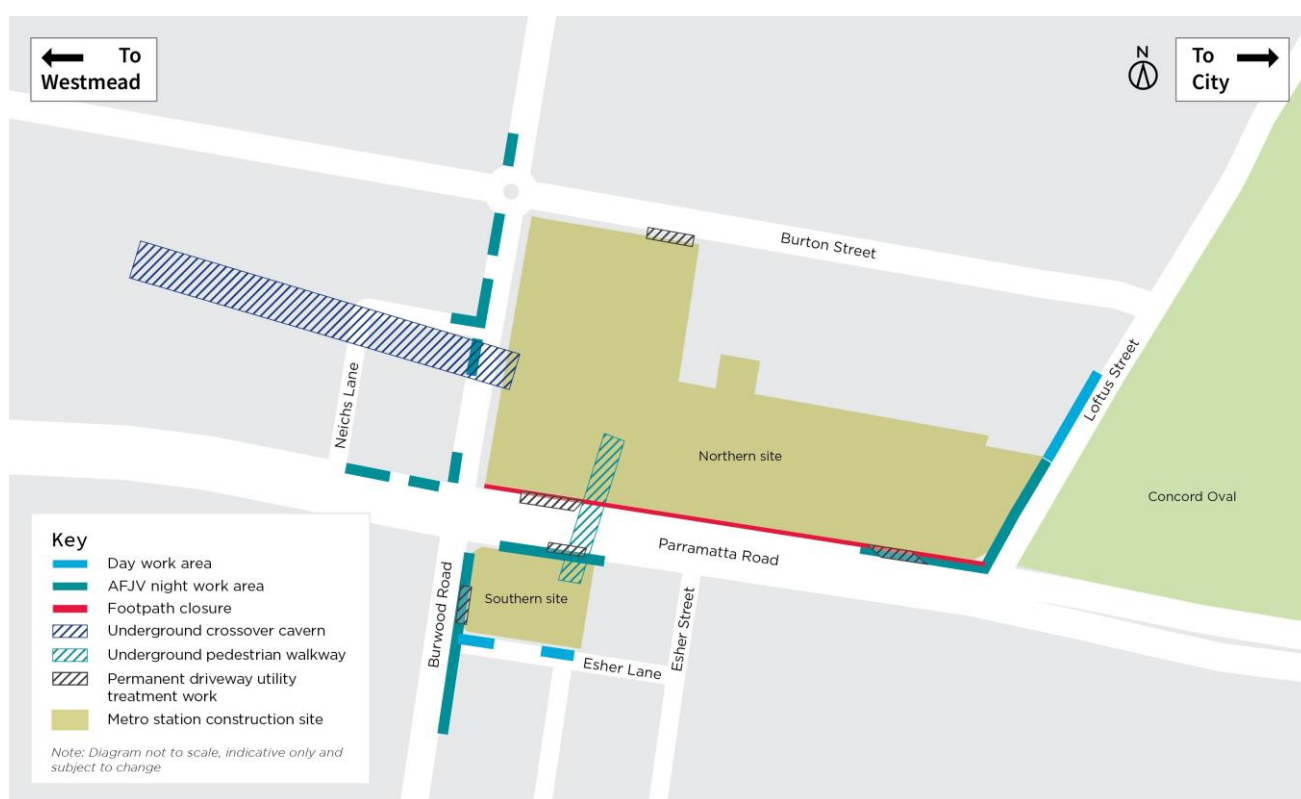 To
Westmead
N
To
City
Burton Street
Neichs Lane
Loftus Street
Northern site
Concord Oval
Parramatta Road
Southern site
Burwood Road
Esher Street
Esher Lane
Key
Day work area
AFJV night work area
Footpath closure
Underground crossover cavern
Underground pedestrian walkway
Permanent driveway utility
treatment work
Metro station construction site
Note: Diagram not to scale, indicative only and
subject to change